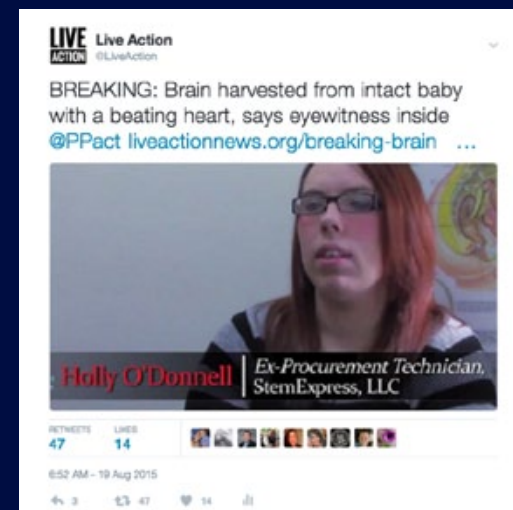 LIVE Live Action
ACTION @LiveAction
BREAKING: Brain harvested from intact baby
with a beating heart, says eyewitness inside
@PPact liveactionnews.org/breaking-brain ...
Holly O'Donnell
Ex-Procurement Technician,
StemExpress, LLC
RETWEETS LIKES
47 14
6:52 AM - 19 Aug 2015
3 47 14